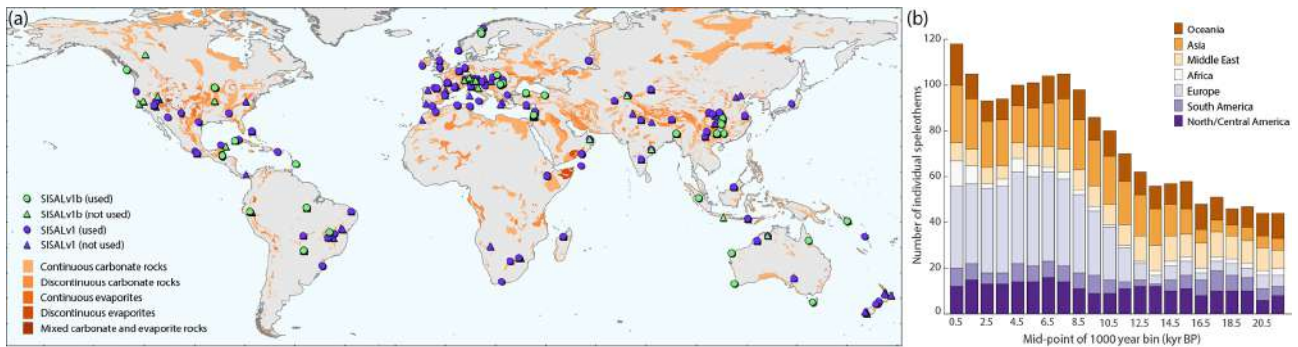 (a)
SISALv1b (used)
SISALv1b (not used)
SISALv1 (used)
SISALv1 (not used)
Continuous carbonate rocks
Discontinuous carbonate rocks
Continuous evaporites
Discontinuous evaporites
Mixed carbonate and evaporite rocks
(b)
Oceania
Asia
Middle East
Africa
Europe
South America
North/Central America
Number of individual speleothems
120
100
80
60
40
20
0
0.5 2.5 4.5 6.5 8.5 10.5 12.5 14.5 16.5 18.5 20.5
Mid-point of 1000 year bin (kyr BP)